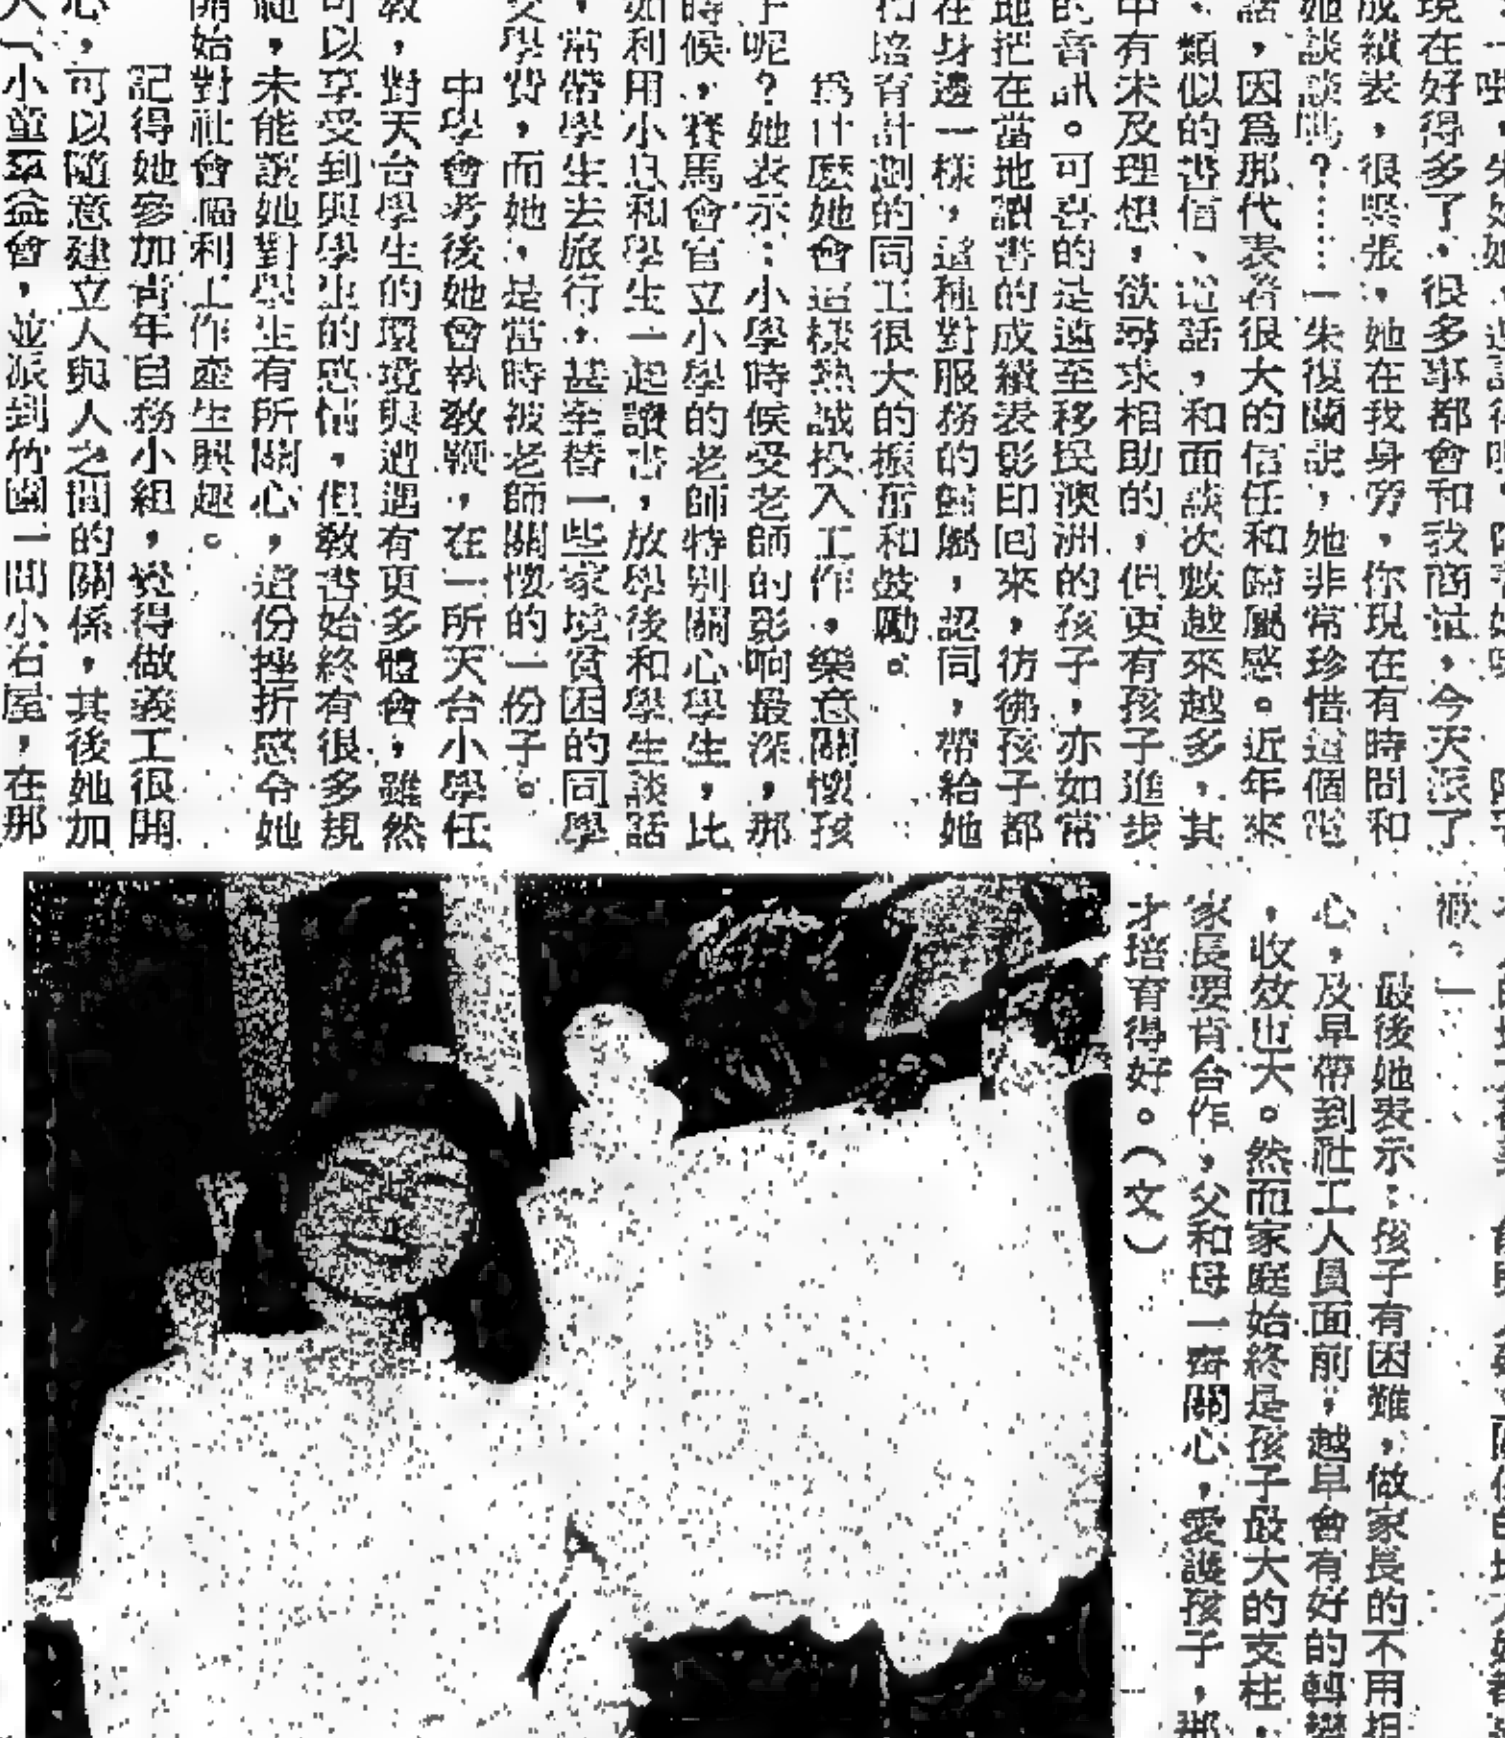 現在好得多了，很多事都會和我商量，今天派了
成績表，很緊張，她在我身旁，你現在有時間和
她談談嗎？……一朱復蘭說，她非常珍惜這個電
話，因爲那代表者很大的信任和歸屬感。近年來
、類似的書信、電話，和面談次數越來越多，其
中有未及理想，欲尋求相助的，但更有孩子進步
的音訊。可喜的是遠至移民澳洲的孩子，亦如常
地把在當地讀書的成績表影印回來，彷彿孩子都
在身邊一樣，這種對服務的歸屬，認同，帶給她
和培育計劃的同工很大的振奮和鼓勵。
爲什麼她會這樣熱誠投入工作，樂意關懷孩
子呢？她表示：小學時候受老師的影响最深，那
時候，賽馬會官立小學的老師特別關心學生，比
如利用小息和學生一起讀書，放學後和學生談話
，常帶學生去旅行，甚至替一些家境貧困的同學
交學費，而她，是當時被老師關懷的一份子。
中學會考後她會執教鞭，在一所天台小學任
教，對天台學生的環境與遭遇有更多體會，雖然
可以享受到與學生的感情，但教書始終有很多規
範，未能讓她對學生有所關心，這份挫折感令她
開始對社會福利工作產生興趣。
記得她參加青年自務小組，覺得做義工很開
心，可以隨意建立人與人之間的關係，其後她加
入「小童羣益會，並派到竹園一間小石屋，在那
歉。」
最後她表示：孩子有困難，做家長的不用担
心，及早帶到社工人員面前，越早會有好的轉變
，收效也大。然而家庭始終是孩子最大的支柱，
家長要肯合作，父和母一齊關心，愛護孩子，那
才培育得好。（文）